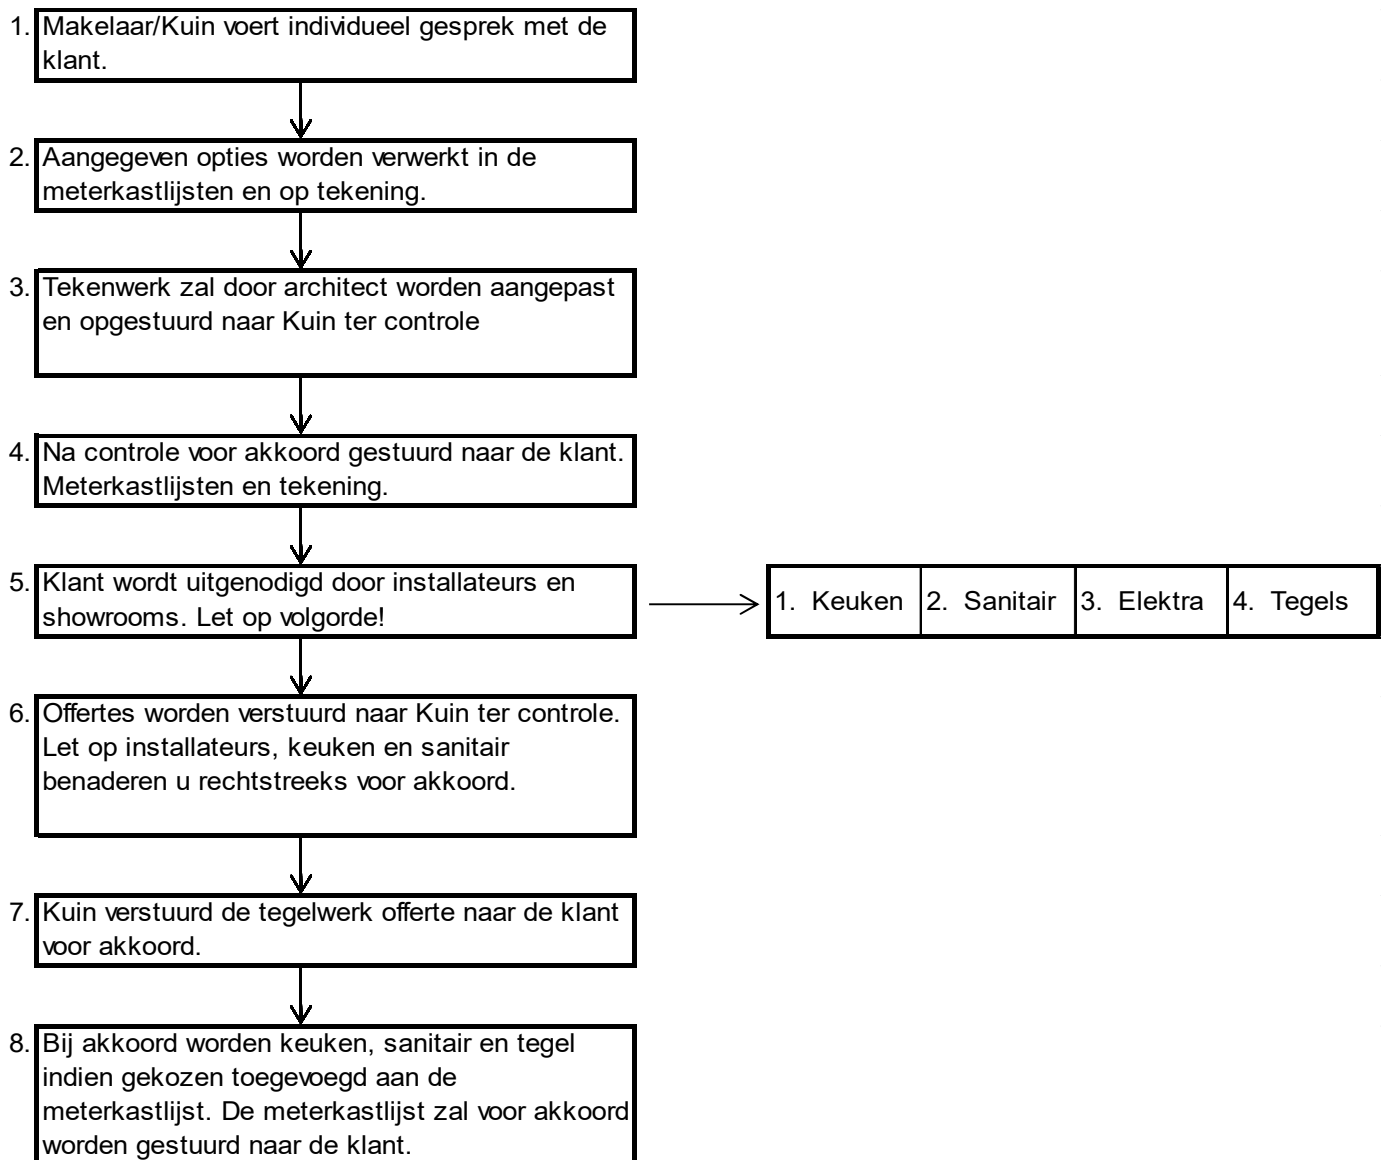 1. Makelaar/Kuin voert individueel gesprek met de
klant.
2. Aangegeven opties worden verwerkt in de
meterkastlijsten en op tekening.
3. Tekenwerk zal door architect worden aangepast
en opgestuurd naar Kuin ter controle
4. Na controle voor akkoord gestuurd naar de klant.
Meterkastlijsten en tekening.
5. Klant wordt uitgenodigd door installateurs en
showrooms. Let op volgorde!
1. Keuken 2. Sanitair 3. Elektra 4. Tegels
6. Offertes worden verstuurd naar Kuin ter controle.
Let op installateurs, keuken en sanitair
benaderen u rechtstreeks voor akkoord.
7. Kuin verstuurd de tegelwerk offerte naar de klant
voor akkoord.
8. Bij akkoord worden keuken, sanitair en tegel
indien gekozen toegevoegd aan de
meterkastlijst. De meterkastlijst zal voor akkoord
worden gestuurd naar de klant.